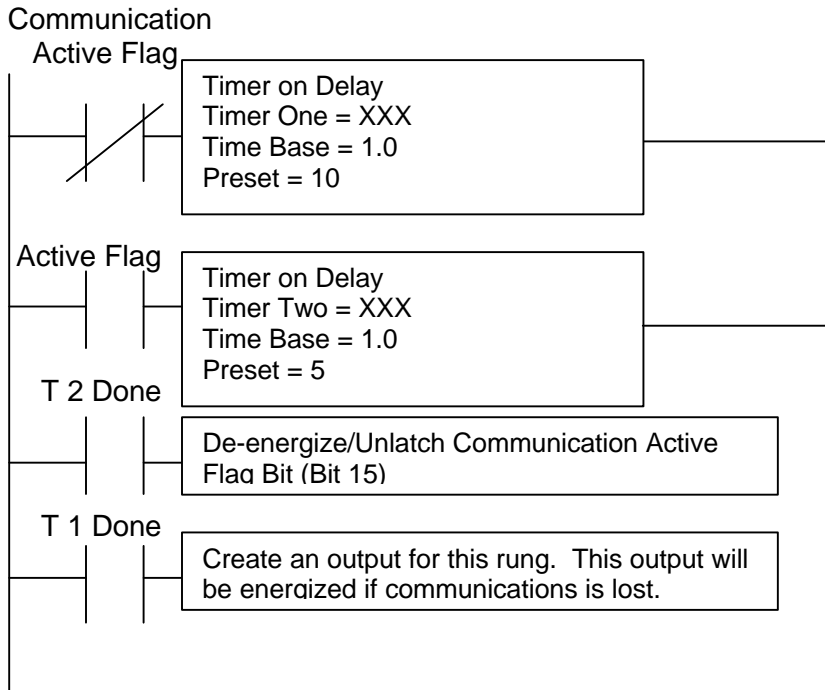 Communication
Active Flag
Timer on Delay
Timer One = XXX
Time Base = 1.0
Preset = 10
Active Flag
Timer on Delay
Timer Two = XXX
Time Base = 1.0
Preset = 5
T 2 Done
De-energize/Unlatch Communication Active
Flag Bit (Bit 15)
T 1 Done
Create an output for this rung.  This output will
be energized if communications is lost.